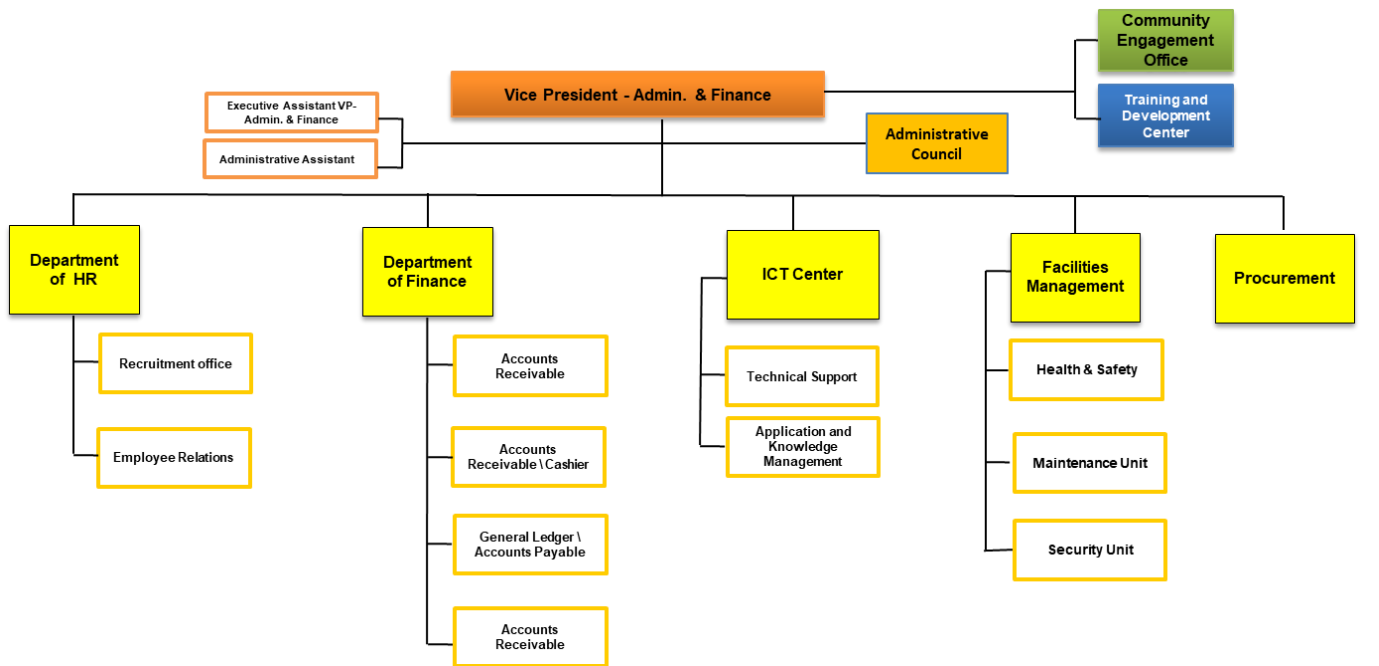 Community
Engagement
Office
Vice President - Admin. & Finance
Training and
Development
Center
Executive Assistant VP-
Admin. & Finance
Administrative Assistant
Administrative
Council
Department
of HR
Department
of Finance
ICT Center
Facilities
Management
Procurement
Recruitment office
Employee Relations
Accounts
Receivable
Accounts
Receivable \ Cashier
General Ledger \
Accounts Payable
Accounts
Receivable
Technical Support
Application and
Knowledge
Management
Health & Safety
Maintenance Unit
Security Unit